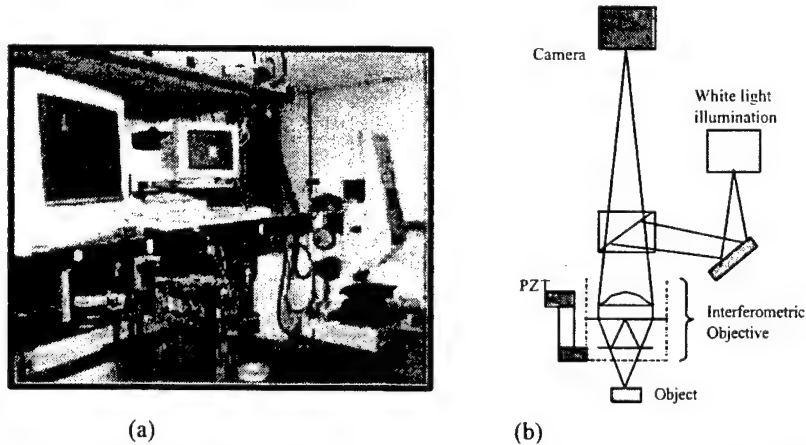 Camera
White light
illumination
PZT
Interferometric
Objective
Object
(a)
(b)